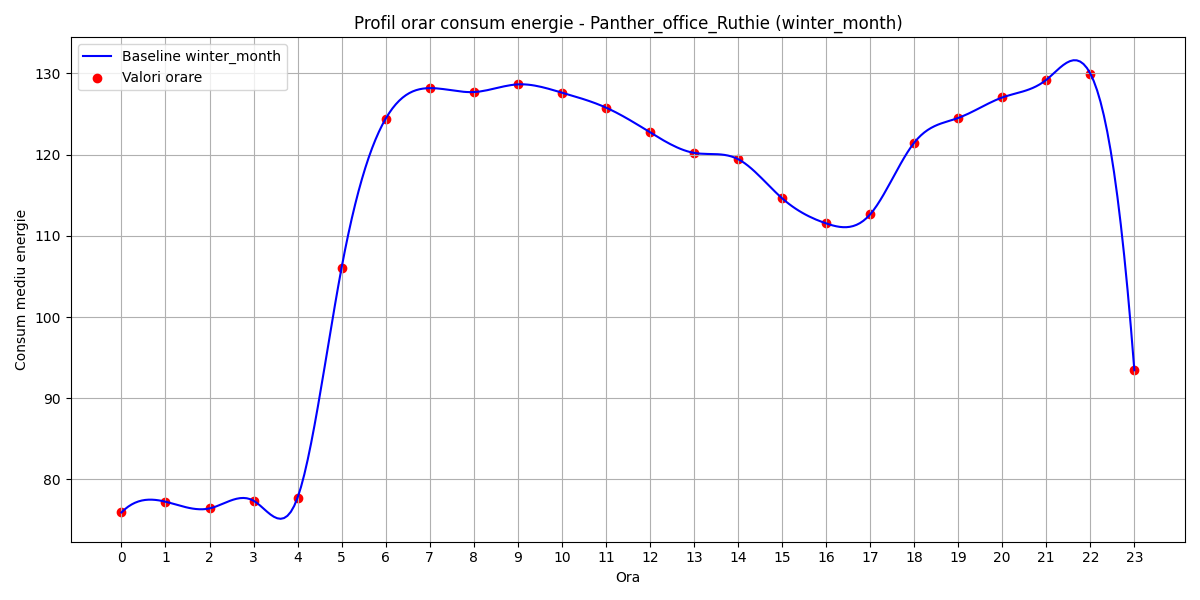 Profil orar consum energie - Panther_office_Ruthie (winter_month)
Baseline winter_month
Valori orare
Consum mediu energie
130
120
110
100
90
80
0 1 2 3 4 5 6 7 8 9 10 11 12 13 14 15 16 17 18 19 20 21 22 23
Ora